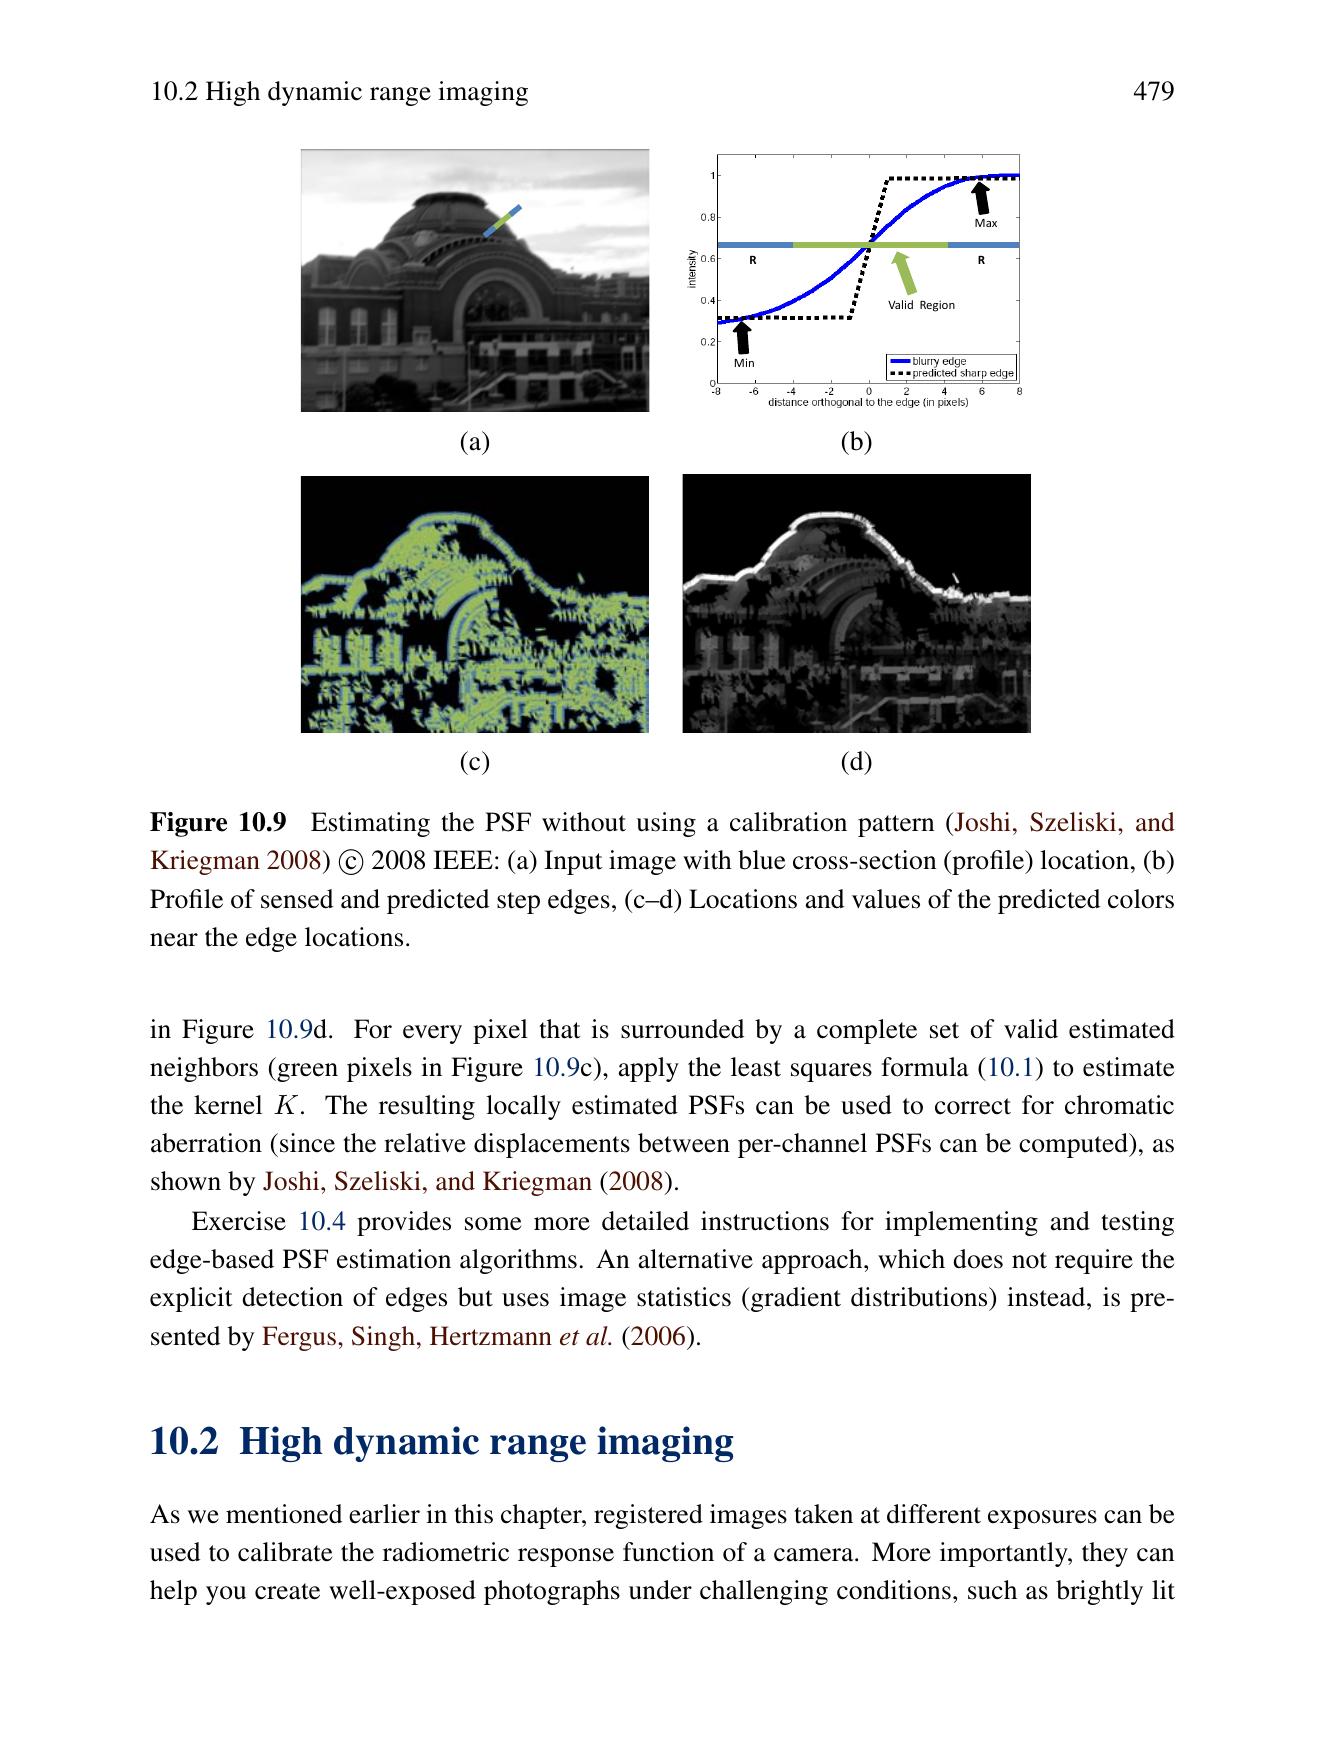 10.2 High dynamic range imaging 479
1
0.8
0.6
0.4
0.2
0
intensity
Max
R
R
Valid Region
Min
blurry edge
predicted sharp edge
-8 -6 -4 -2 0 2 4 6 8
distance orthogonal to the edge (in pixels)
(a) (b)
(c) (d)
Figure 10.9 Estimating the PSF without using a calibration pattern (Joshi, Szeliski, and
Kriegman 2008) © 2008 IEEE: (a) Input image with blue cross-section (profile) location, (b)
Profile of sensed and predicted step edges, (c–d) Locations and values of the predicted colors
near the edge locations.
in Figure 10.9d. For every pixel that is surrounded by a complete set of valid estimated
neighbors (green pixels in Figure 10.9c), apply the least squares formula (10.1) to estimate
the kernel K. The resulting locally estimated PSFs can be used to correct for chromatic
aberration (since the relative displacements between per-channel PSFs can be computed), as
shown by Joshi, Szeliski, and Kriegman (2008).
Exercise 10.4 provides some more detailed instructions for implementing and testing
edge-based PSF estimation algorithms. An alternative approach, which does not require the
explicit detection of edges but uses image statistics (gradient distributions) instead, is pre-
sented by Fergus, Singh, Hertzmann et al. (2006).
10.2 High dynamic range imaging
As we mentioned earlier in this chapter, registered images taken at different exposures can be
used to calibrate the radiometric response function of a camera. More importantly, they can
help you create well-exposed photographs under challenging conditions, such as brightly lit